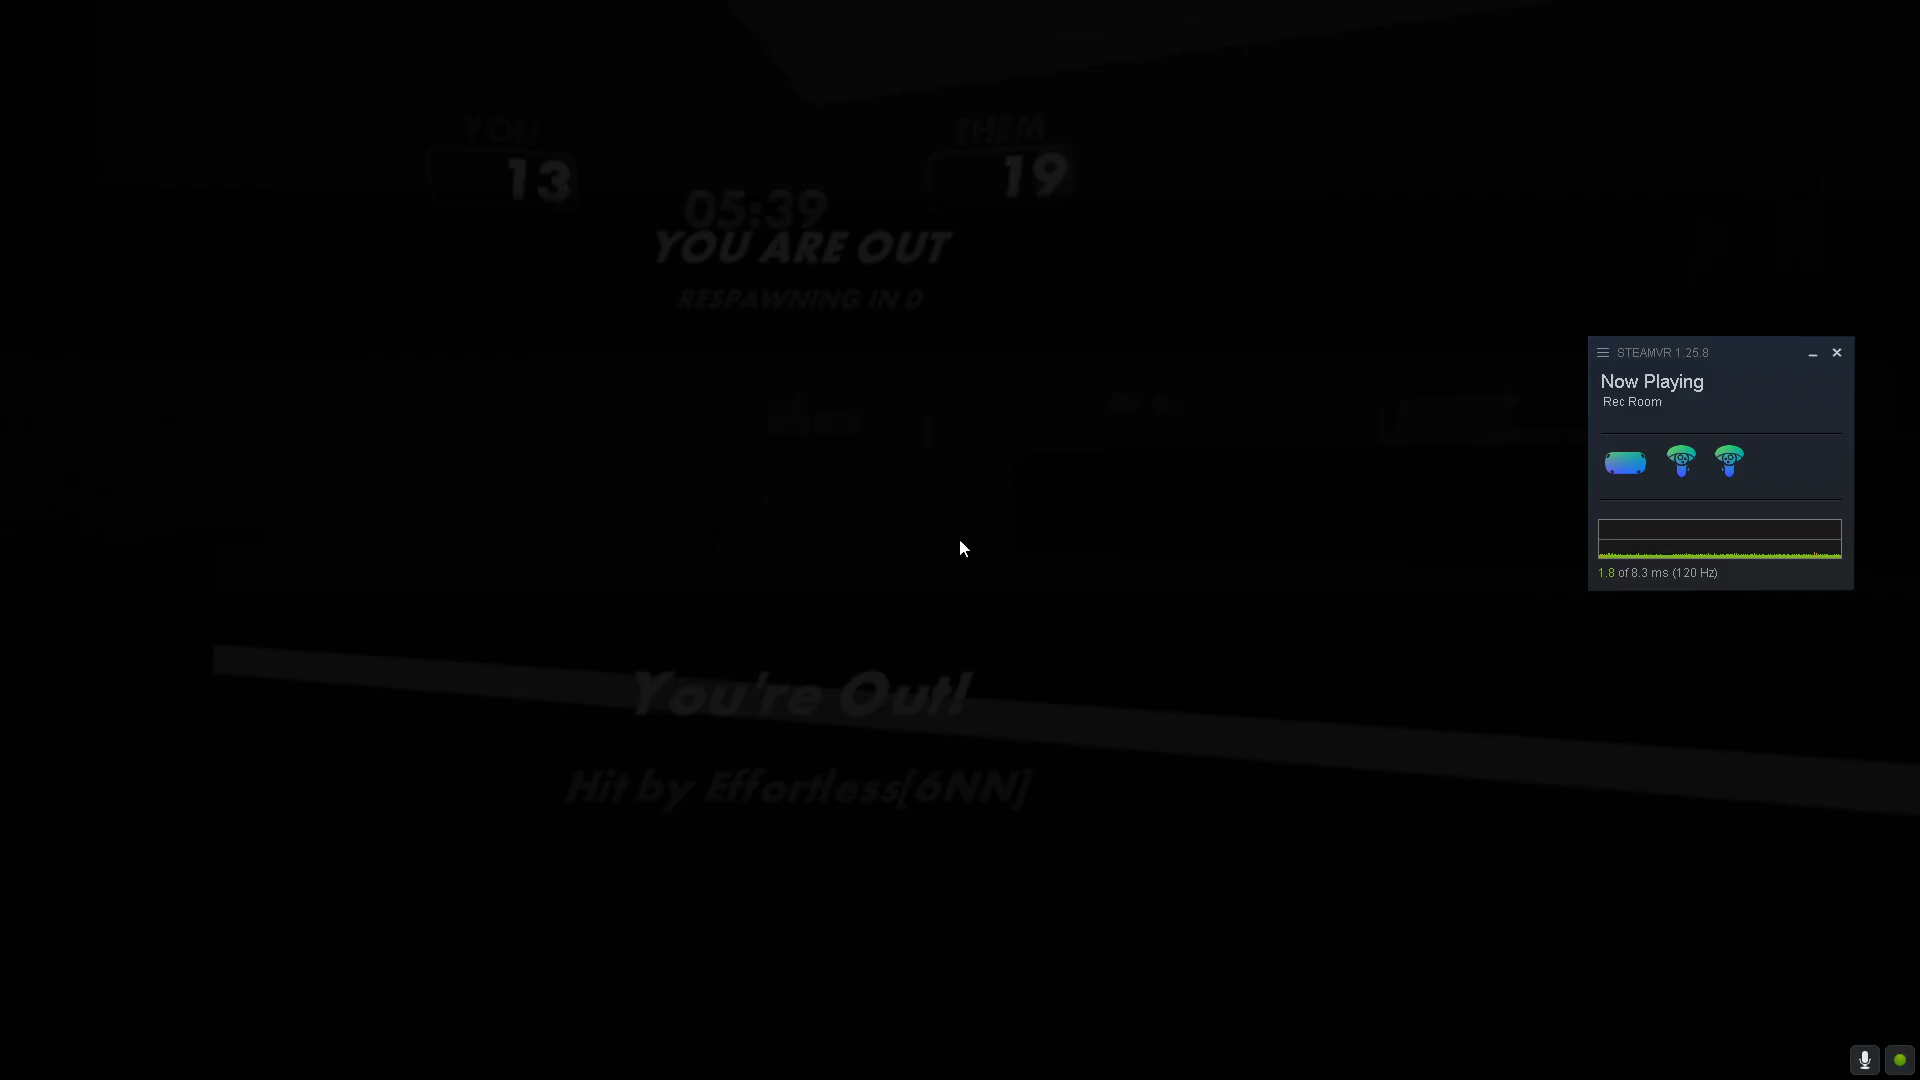 YOU
THEM
13
19
05:39
YOU ARE OUT
RESPAWNING IN 0
STEAMVR 1.25.8
Now Playing
Rec Room
1.8 of 8.3 ms (120 Hz)
You're Out!
Hit by Effortless[6NN]